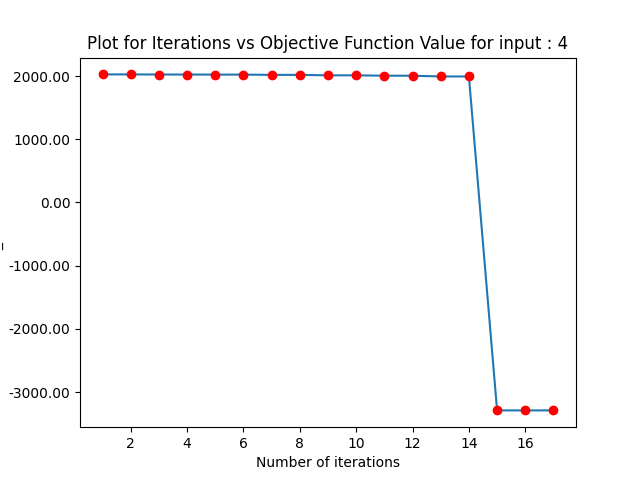 Plot for Iterations vs Objective Function Value for input : 4
2000.00
1000.00
0.00
-1000.00
-2000.00
-3000.00
2 4 6 8 10 12 14 16
Number of iterations